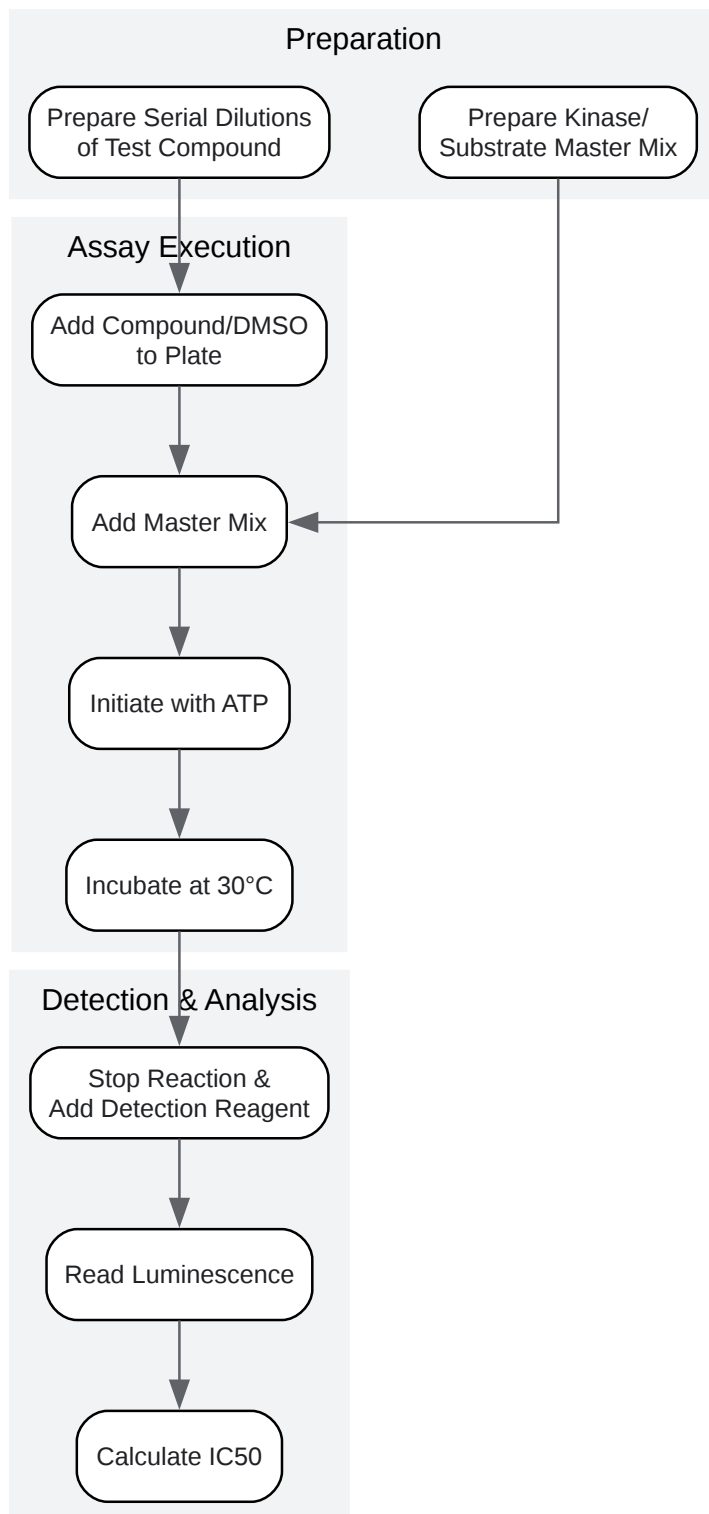 Preparation
Prepare Serial Dilutions
of Test Compound
Prepare Kinase/
Substrate Master Mix
Assay Execution
Add Compound/DMSO
to Plate
Add Master Mix
Initiate with ATP
Incubate at 30°C
Detection & Analysis
Stop Reaction &
Add Detection Reagent
Read Luminescence
Calculate IC50